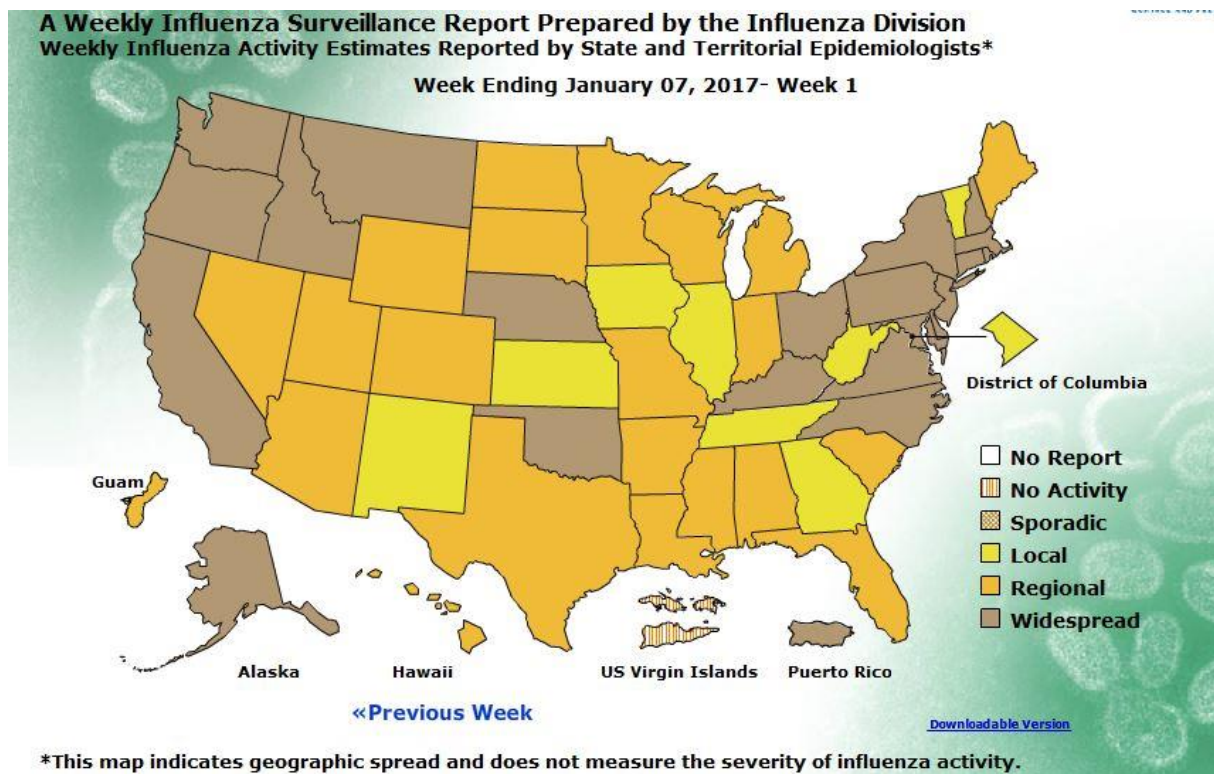 A Weekly Influenza Surveillance Report Prepared by the Influenza Division
Weekly Influenza Activity Estimates Reported by State and Territorial Epidemiologists*
Week Ending January 07, 2017- Week 1
District of Columbia
No Report
No Activity
Sporadic
Local
Regional
Widespread
Guam
Alaska
Hawaii
US Virgin Islands
Puerto Rico
«Previous Week
Downloadable Version
*This map indicates geographic spread and does not measure the severity of influenza activity.